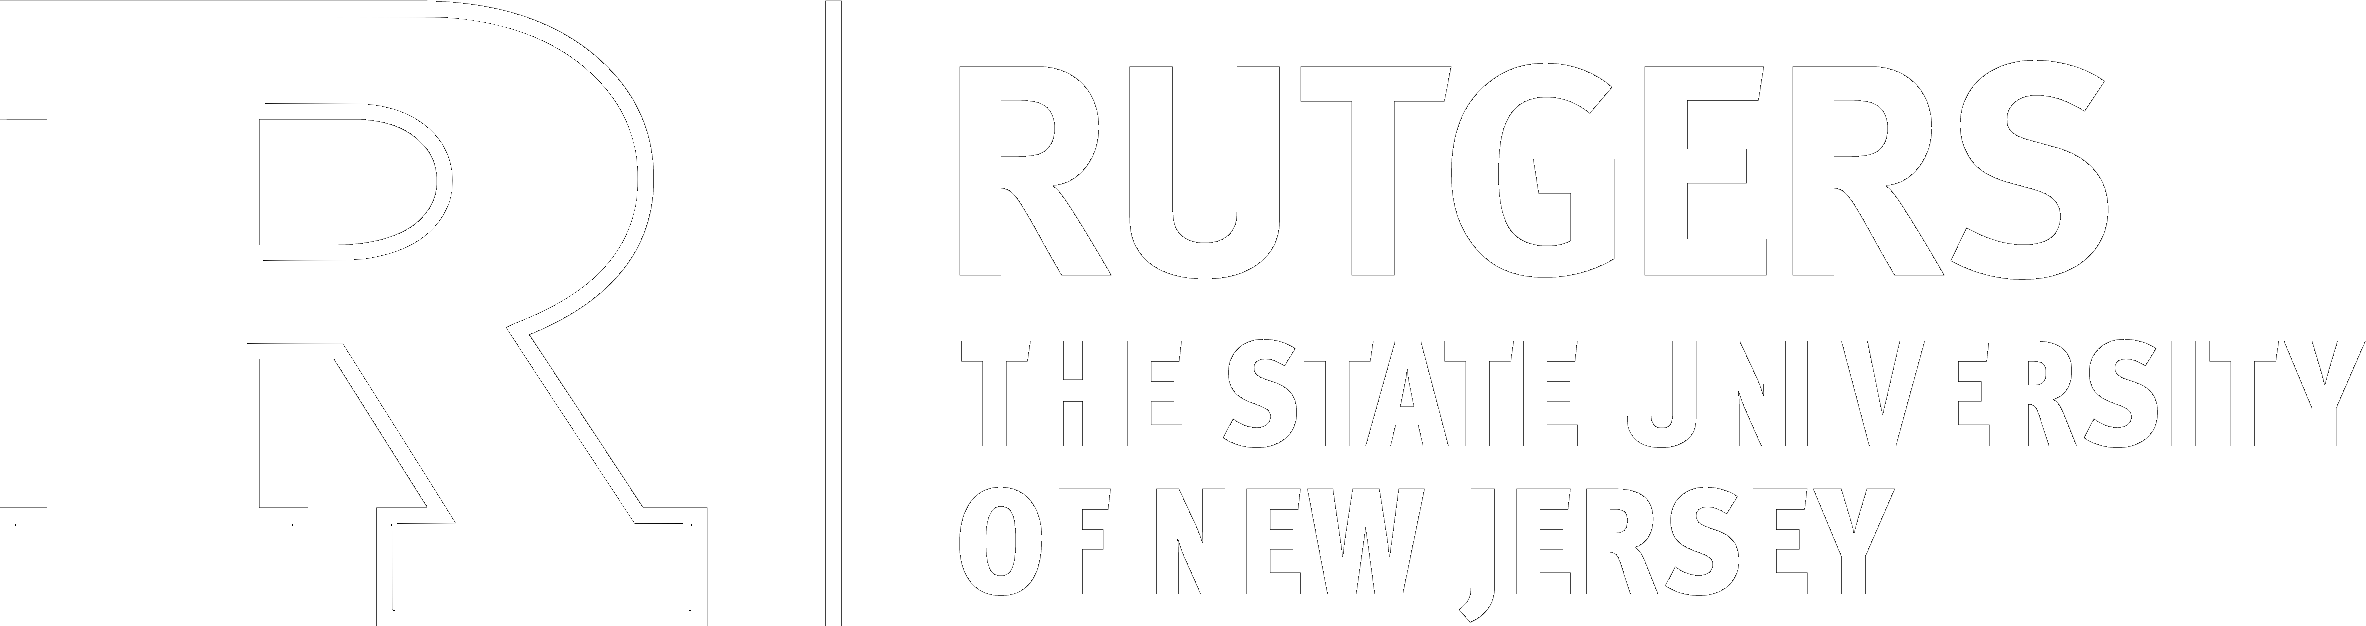 R
RUTGERS
THE STATE UNIVERSITY
OF NEW JERSEY